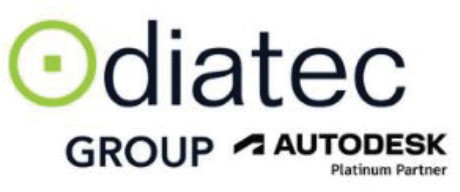 diatec
GROUP AUTODESK
Platinum Partner